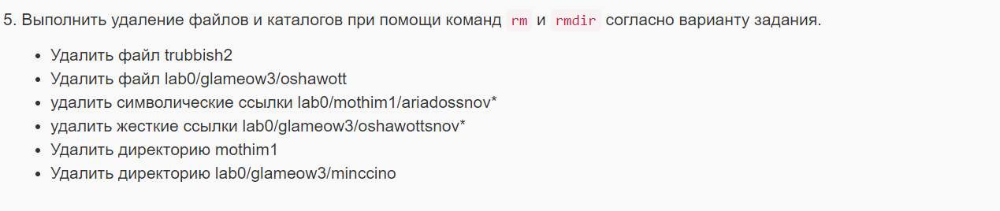 5. Выполнить удаление файлов и каталогов при помощи команд rm и rmdir согласно варианту задания.
• Удалить файл trubbish2
• Удалить файл lab0/glameow3/oshawott
• удалить символические ссылки lab0/mothim1/ariadossnov*
• удалить жесткие ссылки lab0/glameow3/oshawottsnov*
• Удалить директорию mothim1
• Удалить директорию lab0/glameow3/minccino